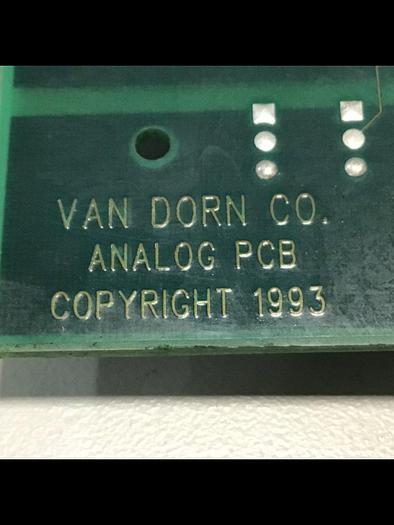 VAN DORN CO.
ANALOG PCB
COPYRIGHT 1993